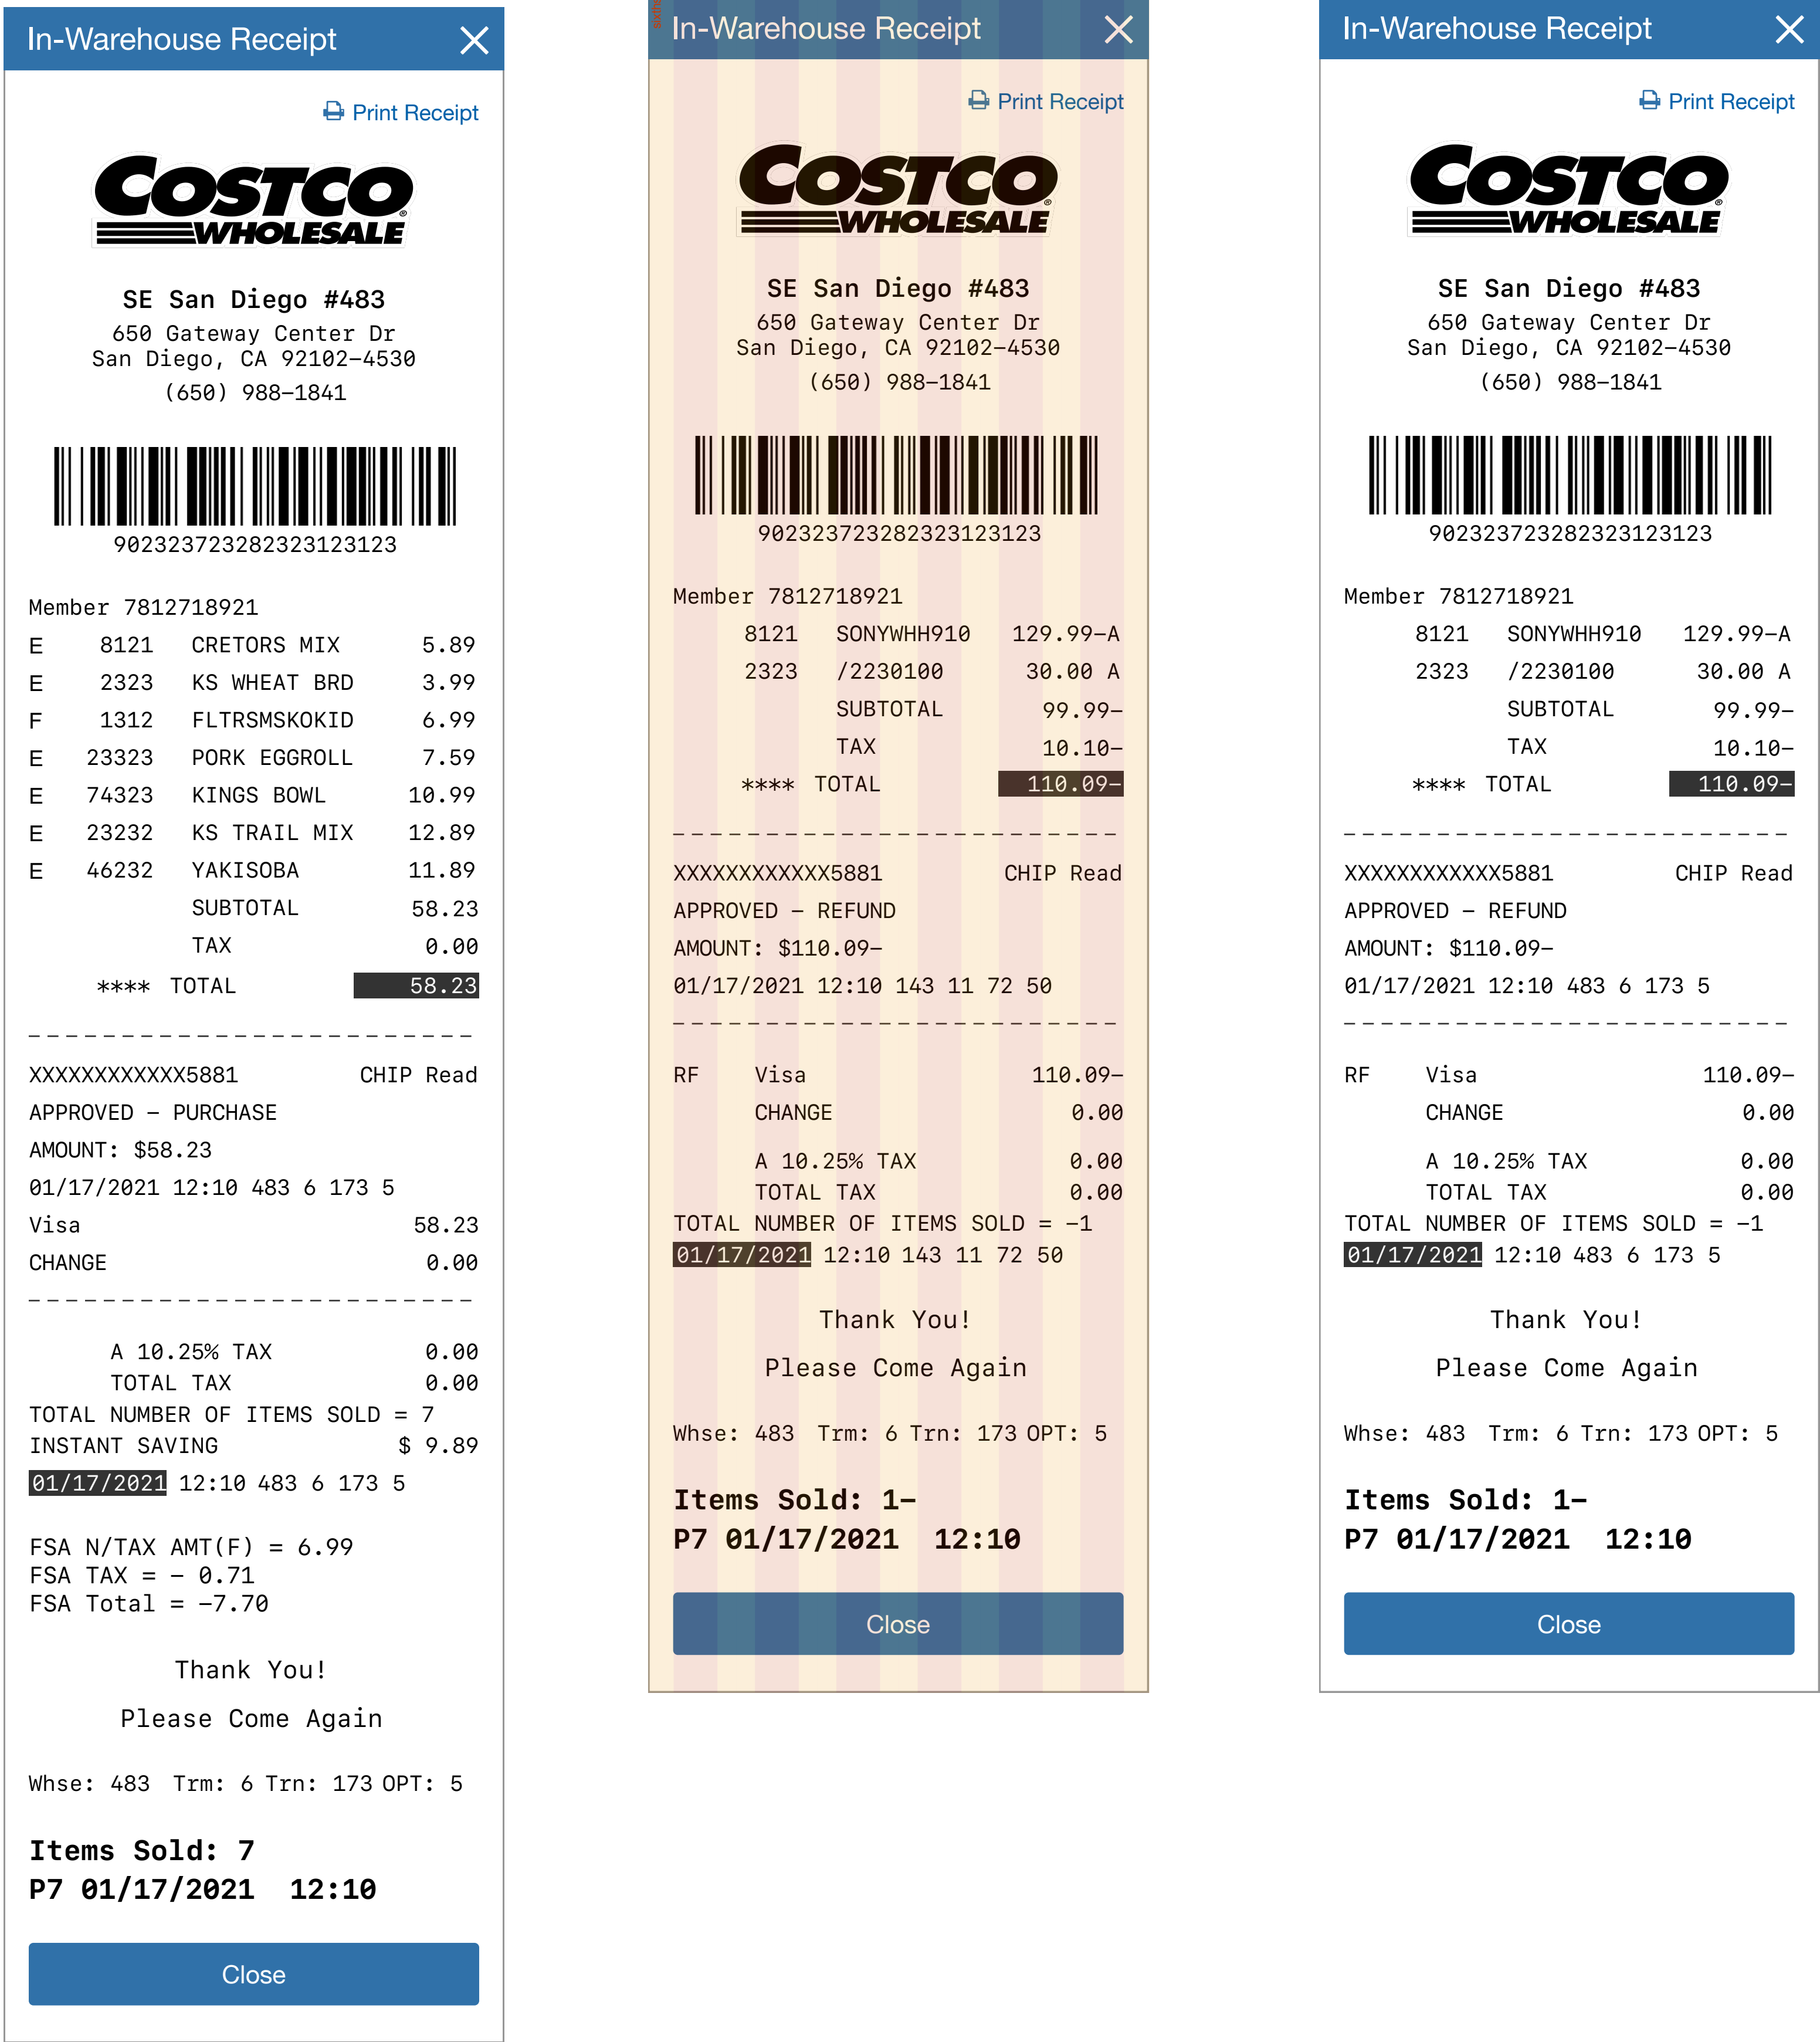 In-Warehouse Receipt
Print Receipt
COSTCO
WHOLESALE
SE San Diego #483
650 Gateway Center Dr
San Diego, CA 92102-4530
(650) 988-1841
902323723282323123123
Member 7812718921
E 8121 CRETORS MIX 5.89
E 2323 KS WHEAT BRD 3.99
F 1312 FLTRSMSKOKID 6.99
E 23323 PORK EGGROLL 7.59
E 74323 KINGS BOWL 10.99
E 23232 KS TRAIL MIX 12.89
E 46232 YAKISOBA 11.89
SUBTOTAL 58.23
TAX 0.00
**** TOTAL 58.23
XXXXXXXXXXXX5881 CHIP Read
APPROVED - PURCHASE
AMOUNT: $58.23
01/17/2021 12:10 483 6 173 5
Visa 58.23
CHANGE 0.00
A 10.25% TAX 0.00
TOTAL TAX 0.00
TOTAL NUMBER OF ITEMS SOLD = 7
INSTANT SAVING $ 9.89
01/17/2021 12:10 483 6 173 5
FSA N/TAX AMT(F) = 6.99
FSA TAX = - 0.71
FSA Total = -7.70
Thank You!
Please Come Again
Whse: 483 Trm: 6 Trn: 173 OPT: 5
Items Sold: 7
P7 01/17/2021 12:10
Close
In-Warehouse Receipt
Print Receipt
COSTCO
WHOLESALE
SE San Diego #483
650 Gateway Center Dr
San Diego, CA 92102-4530
(650) 988-1841
902323723282323123123
Member 7812718921
8121 SONYWHH910 129.99-A
2323 /2230100 30.00 A
SUBTOTAL 99.99-
TAX 10.10-
**** TOTAL 110.09-
XXXXXXXXXXXX5881 CHIP Read
APPROVED - REFUND
AMOUNT: $110.09-
01/17/2021 12:10 143 11 72 50
RF Visa 110.09-
CHANGE 0.00
A 10.25% TAX 0.00
TOTAL TAX 0.00
TOTAL NUMBER OF ITEMS SOLD = -1
01/17/2021 12:10 143 11 72 50
Thank You!
Please Come Again
Whse: 483 Trm: 6 Trn: 173 OPT: 5
Items Sold: 1-
P7 01/17/2021 12:10
Close
In-Warehouse Receipt
Print Receipt
COSTCO
WHOLESALE
SE San Diego #483
650 Gateway Center Dr
San Diego, CA 92102-4530
(650) 988-1841
902323723282323123123
Member 7812718921
8121 SONYWHH910 129.99-A
2323 /2230100 30.00 A
SUBTOTAL 99.99-
TAX 10.10-
**** TOTAL 110.09-
XXXXXXXXXXXX5881 CHIP Read
APPROVED - REFUND
AMOUNT: $110.09-
01/17/2021 12:10 483 6 173 5
RF Visa 110.09-
CHANGE 0.00
A 10.25% TAX 0.00
TOTAL TAX 0.00
TOTAL NUMBER OF ITEMS SOLD = -1
01/17/2021 12:10 483 6 173 5
Thank You!
Please Come Again
Whse: 483 Trm: 6 Trn: 173 OPT: 5
Items Sold: 1-
P7 01/17/2021 12:10
Close